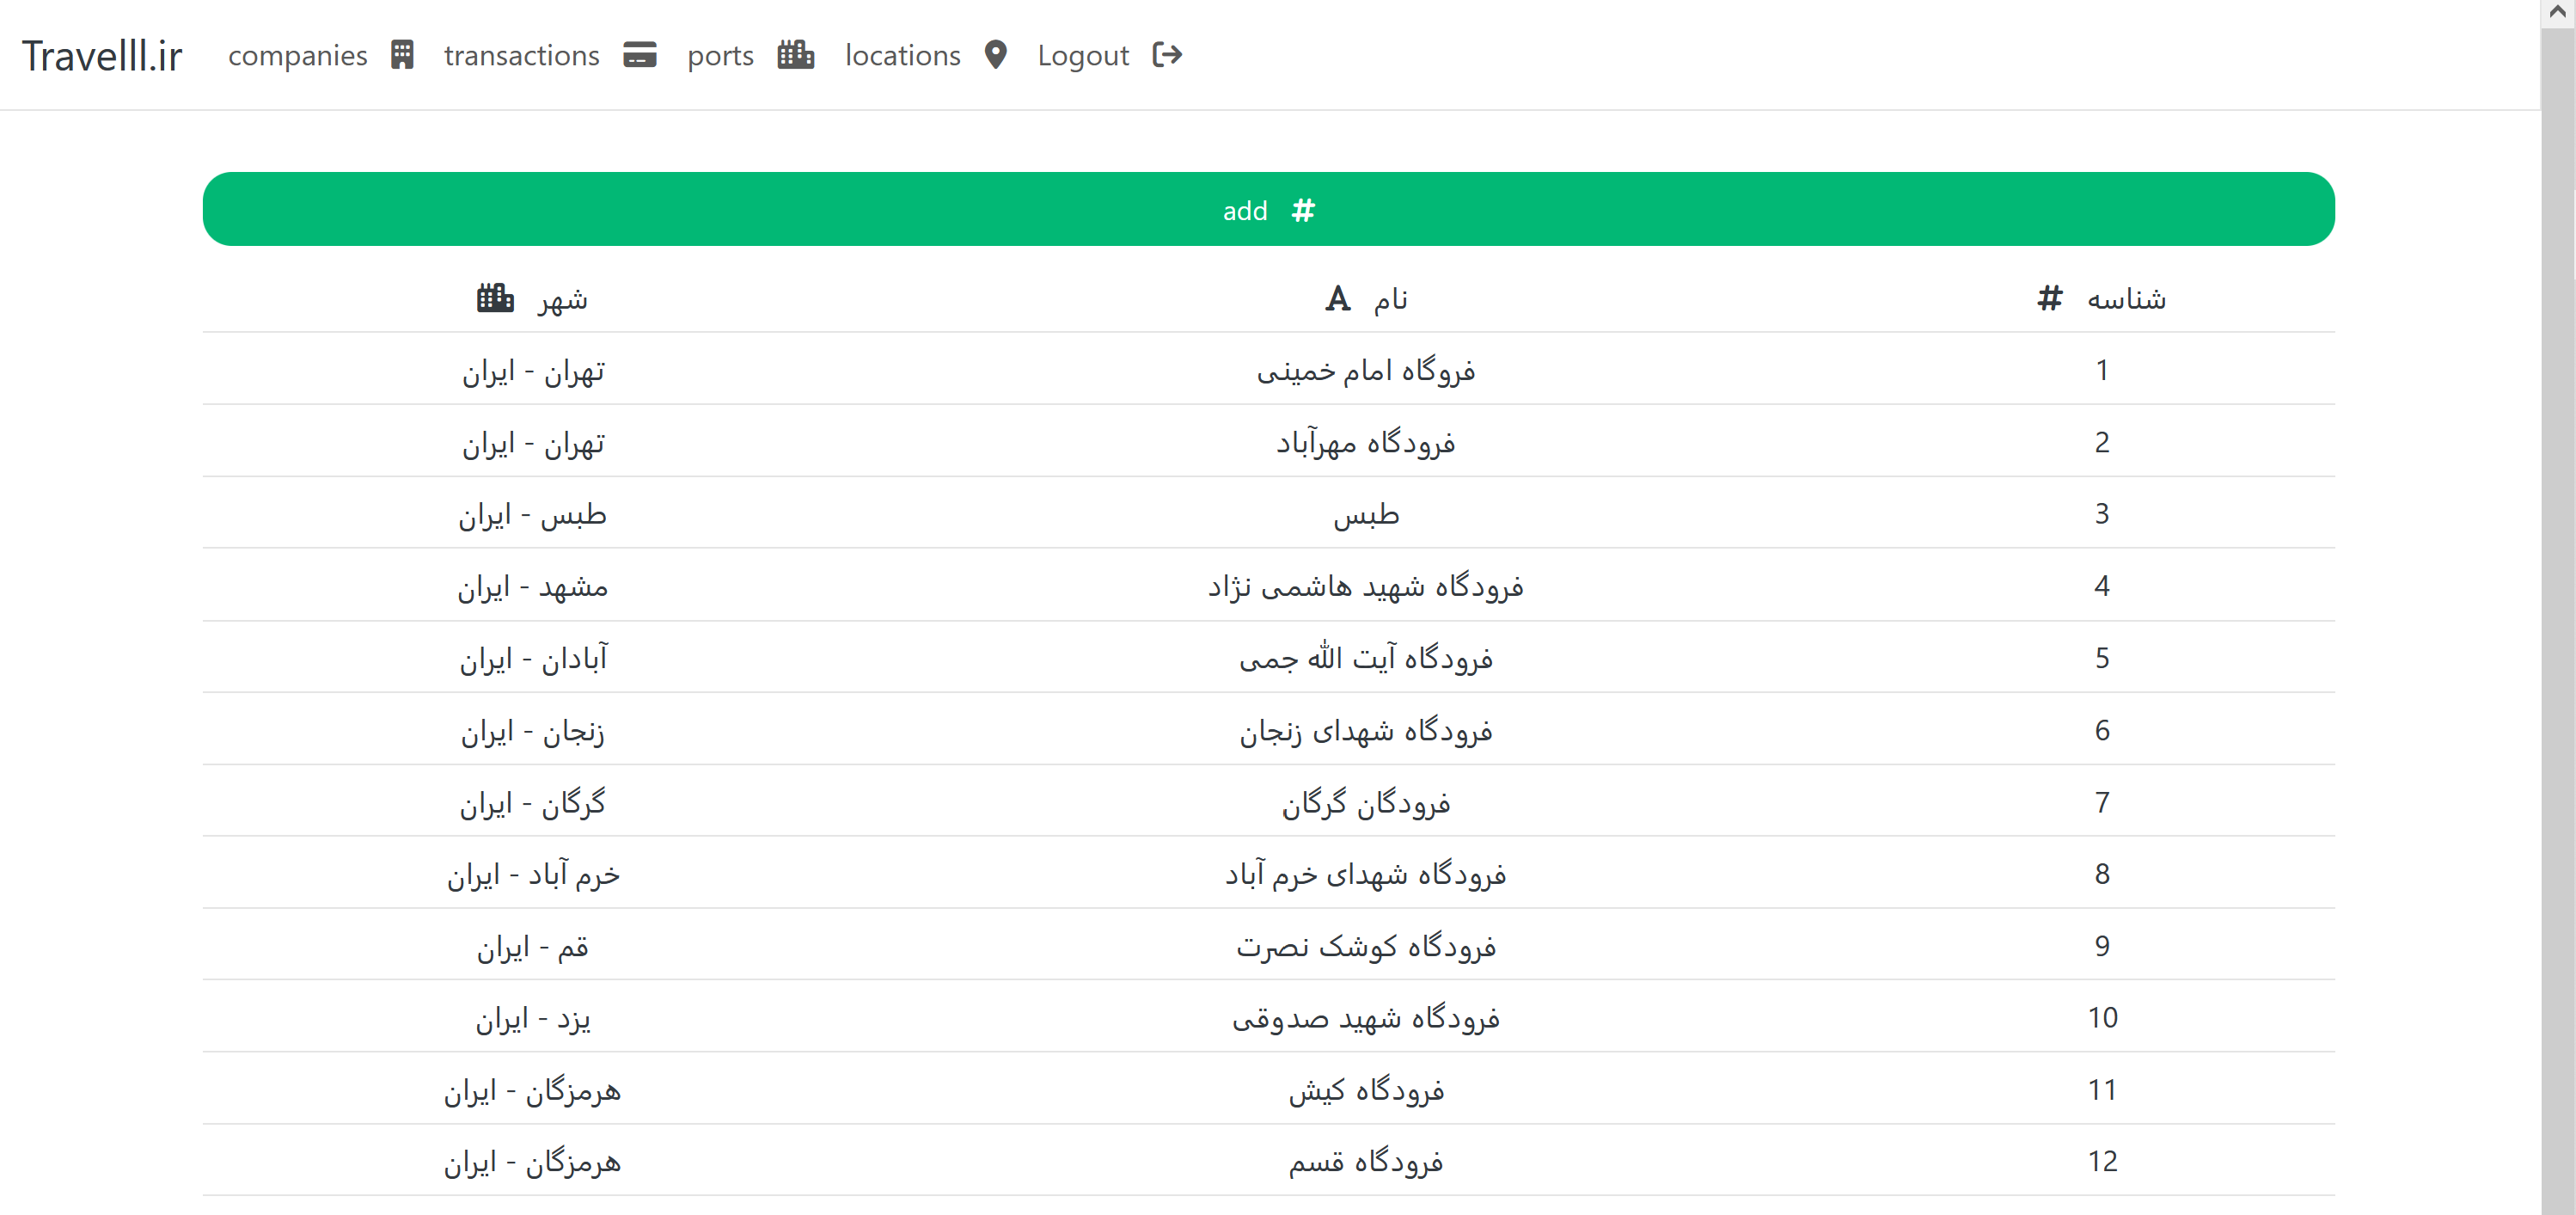 Travelll.ir companies transactions ports locations Logout
add
شناسه نام شهر
1 فروگاه امام خمینی تهران - ایران
2 فرودگاه مهرآباد تهران - ایران
3 طبس طبس - ایران
4 فرودگاه شهید هاشمی نژاد مشهد - ایران
5 فرودگاه آیت الله جمی آبادان - ایران
6 فرودگاه شهدای زنجان زنجان - ایران
7 فرودگان گرگان گرگان - ایران
8 فرودگاه شهدای خرم آباد خرم آباد - ایران
9 فرودگاه کوشک نصرت قم - ایران
10 فرودگاه شهید صدوقی یزد - ایران
11 فرودگاه کیش هرمزگان - ایران
12 فرودگاه قسم هرمزگان - ایران